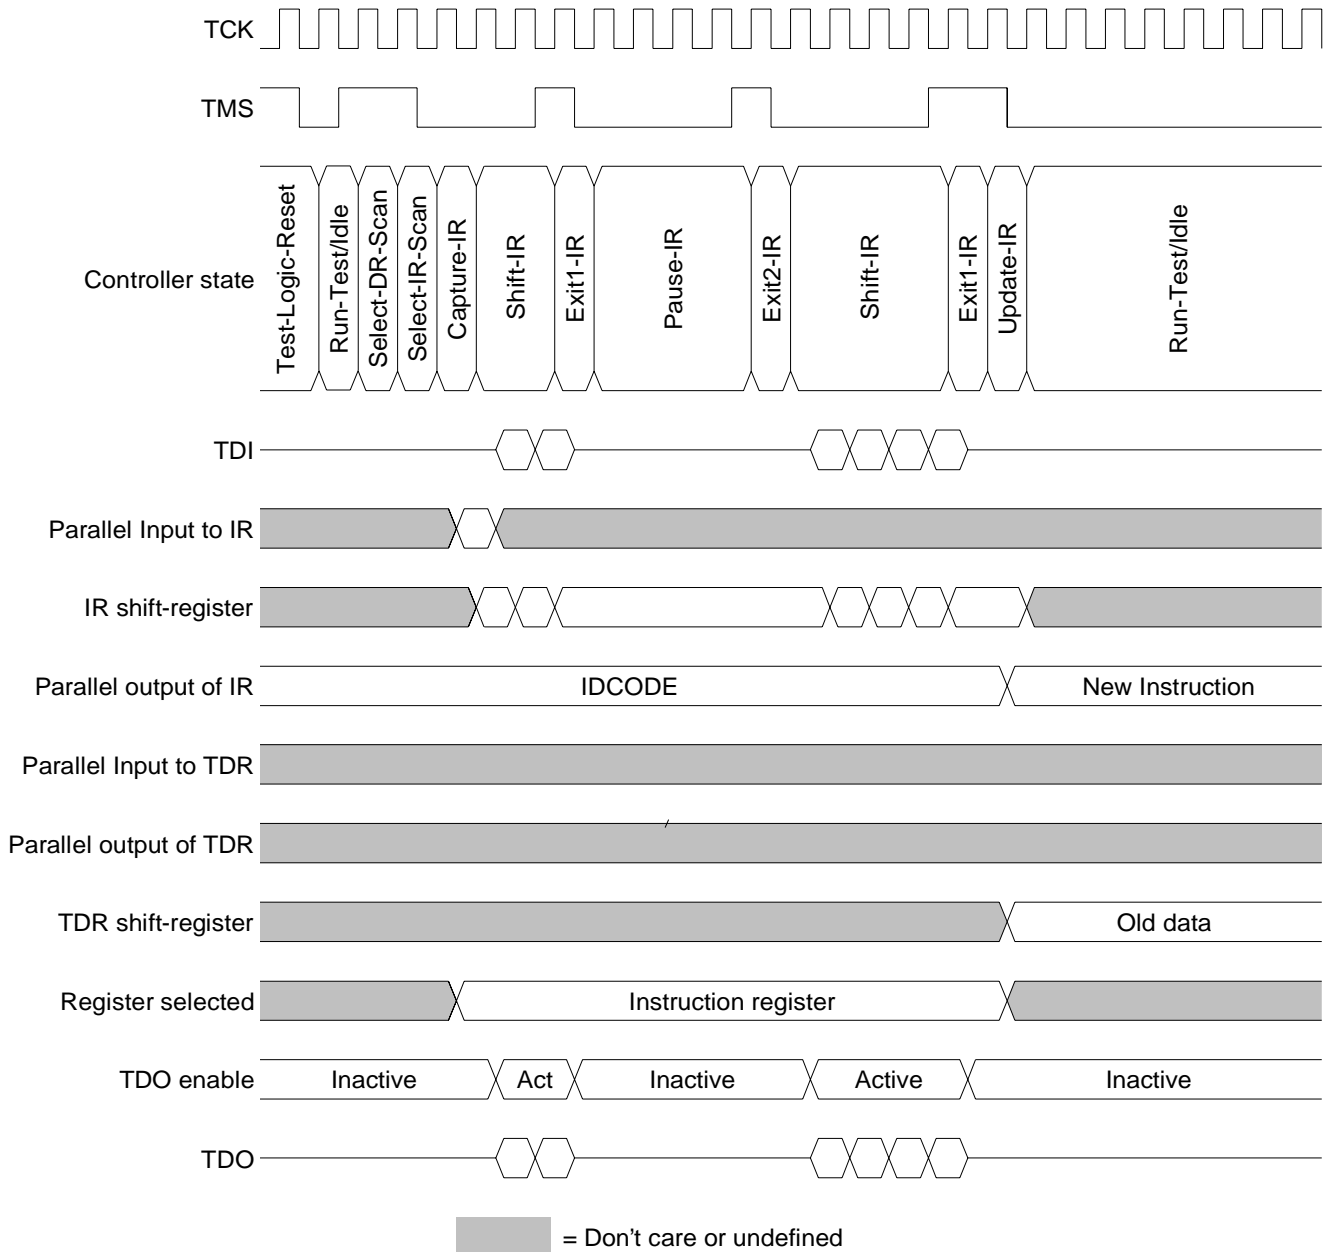 TCK
TMS
Controller state
Test-Logic-Reset
Run-Test/Idle
Select-DR-Scan
Select-IR-Scan
Capture-IR
Shift-IR
Exit1-IR
Pause-IR
Exit2-IR
Shift-IR
Exit1-IR
Update-IR
Run-Test/Idle
TDI
Parallel Input to IR
IR shift-register
Parallel output of IR IDCODE New Instruction
Parallel Input to TDR
Parallel output of TDR
TDR shift-register Old data
Register selected Instruction register
TDO enable Inactive Act Inactive Active Inactive
TDO
= Don't care or undefined